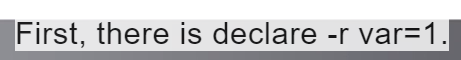 First, there is declare -r var=1.